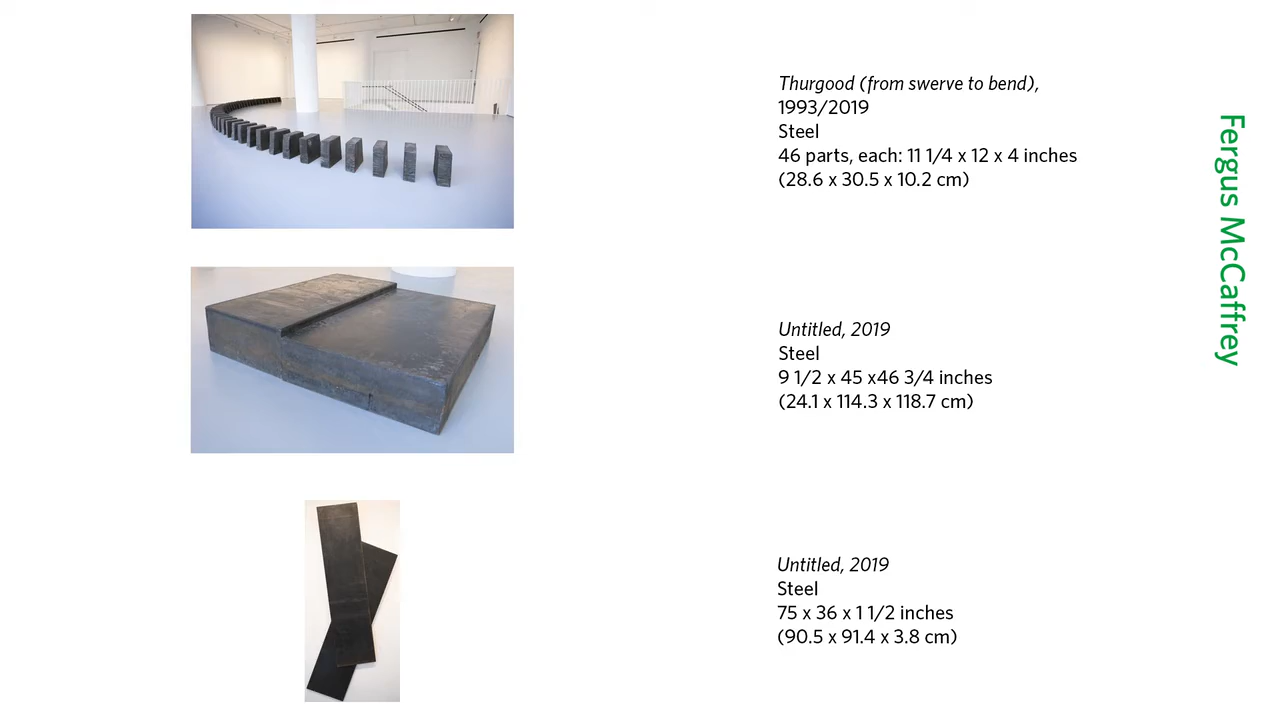 Thurgood (from swerve to bend),
1993/2019
Steel
46 parts, each: 11 1/4 x 12 x 4 inches
(28.6 x 30.5 x 10.2 cm)
Untitled, 2019
Steel
9 1/2 x 45 x46 3/4 inches
(24.1 x 114.3 x 118.7 cm)
Untitled, 2019
Steel
75 x 36 x 1 1/2 inches
(90.5 x 91.4 x 3.8 cm)
Fergus McCaffrey